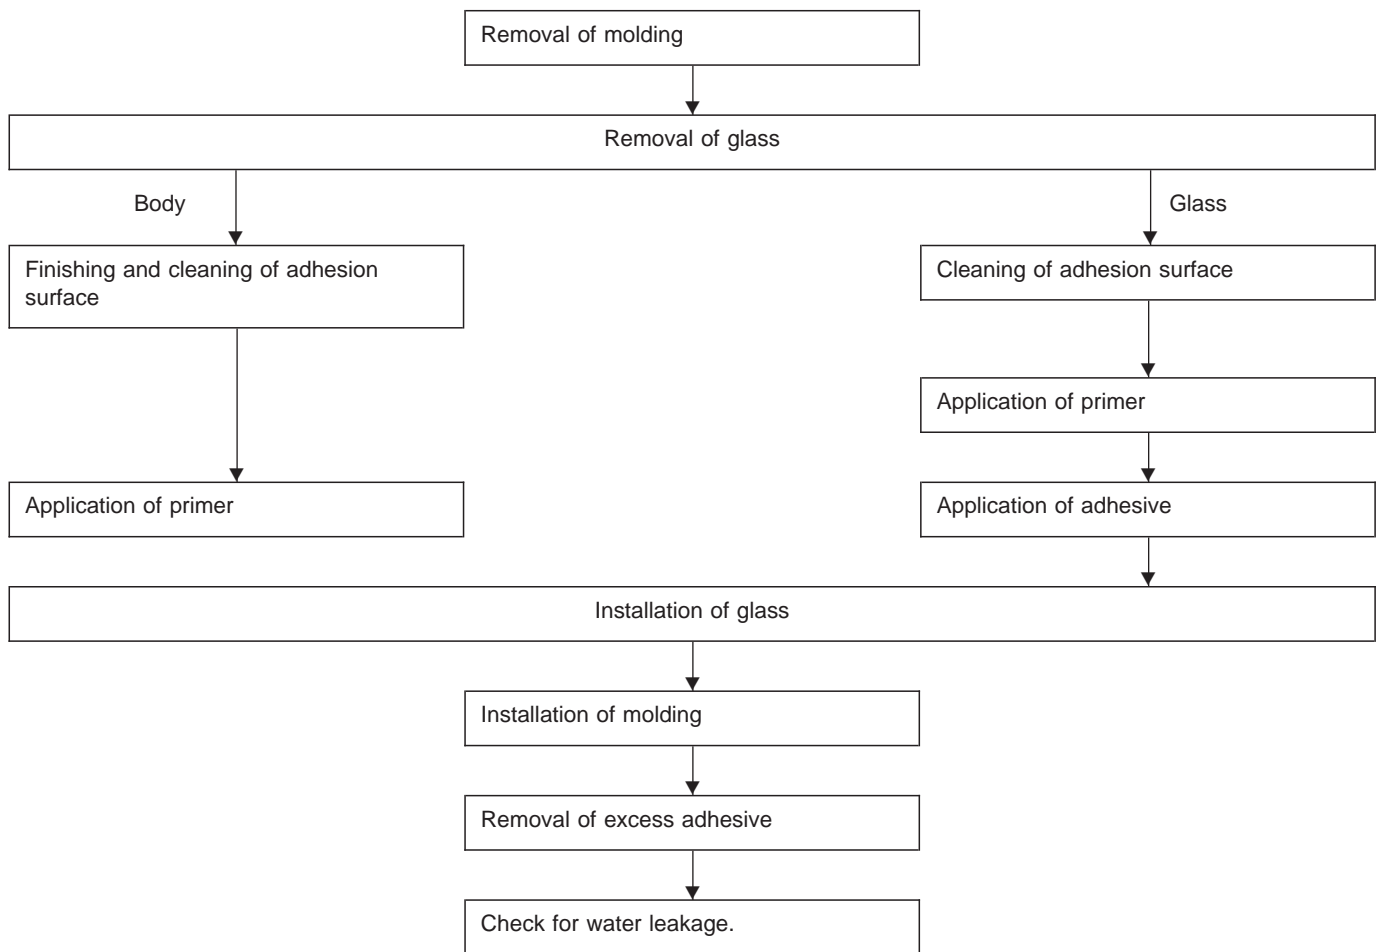 Removal of molding
Removal of glass
Body
Glass
Finishing and cleaning of adhesion
surface
Cleaning of adhesion surface
Application of primer
Application of primer
Application of adhesive
Installation of glass
Installation of molding
Removal of excess adhesive
Check for water leakage.